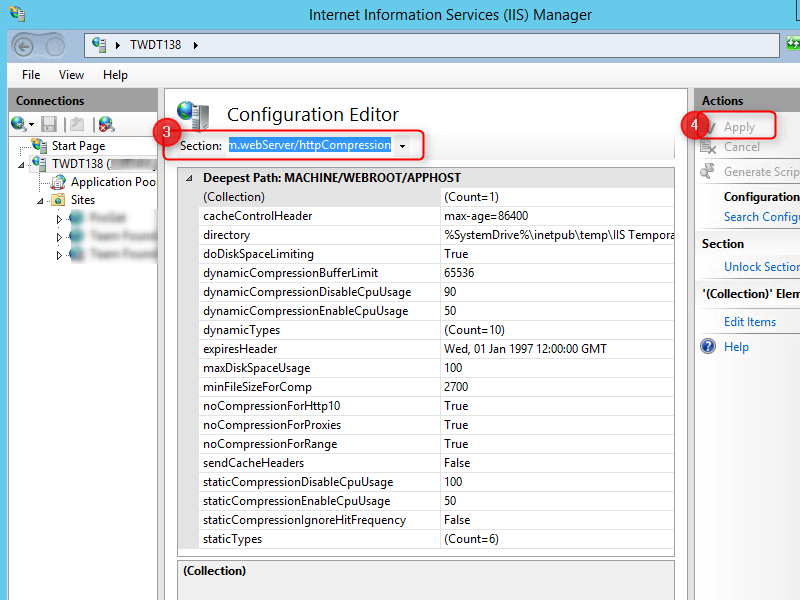 Internet Information Services (IIS) Manager
TWDT138
File View Help
Connections
Start Page
TWDT138
Application Poo
Sites
Configuration Editor
3
Section: m.webServer/httpCompression
Deepest Path: MACHINE/WEBROOT/APPHOST
(Collection) (Count=1)
cacheControlHeader max-age=86400
directory %SystemDrive%\inetpub\temp\IIS Tempora
doDiskSpaceLimiting True
dynamicCompressionBufferLimit 65536
dynamicCompressionDisableCpuUsage 90
dynamicCompressionEnableCpuUsage 50
dynamicTypes (Count=10)
expiresHeader Wed, 01 Jan 1997 12:00:00 GMT
maxDiskSpaceUsage 100
minFileSizeForComp 2700
noCompressionForHttp10 True
noCompressionForProxies True
noCompressionForRange True
sendCacheHeaders False
staticCompressionDisableCpuUsage 100
staticCompressionEnableCpuUsage 50
staticCompressionIgnoreHitFrequency False
staticTypes (Count=6)
(Collection)
Actions
4
Apply
Cancel
Generate Scrip
Configuration
Search Configu
Section
Unlock Section
'(Collection)' Elem
Edit Items
Help